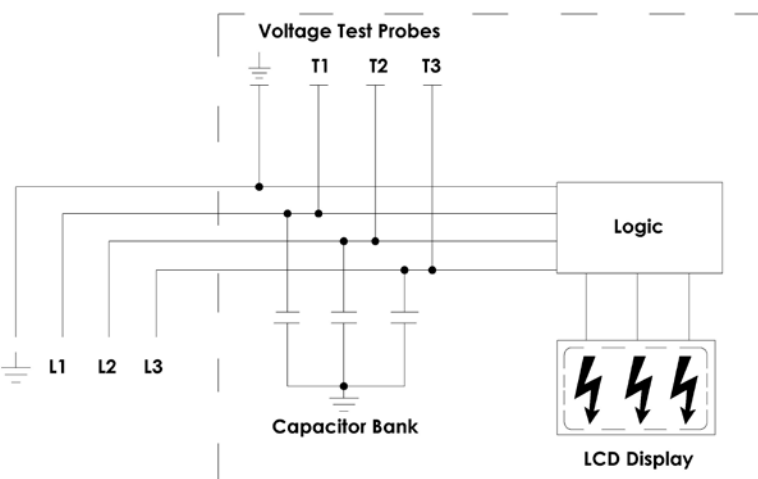 Voltage Test Probes
T1 T2 T3
Logic
L1 L2 L3
Capacitor Bank
LCD Display